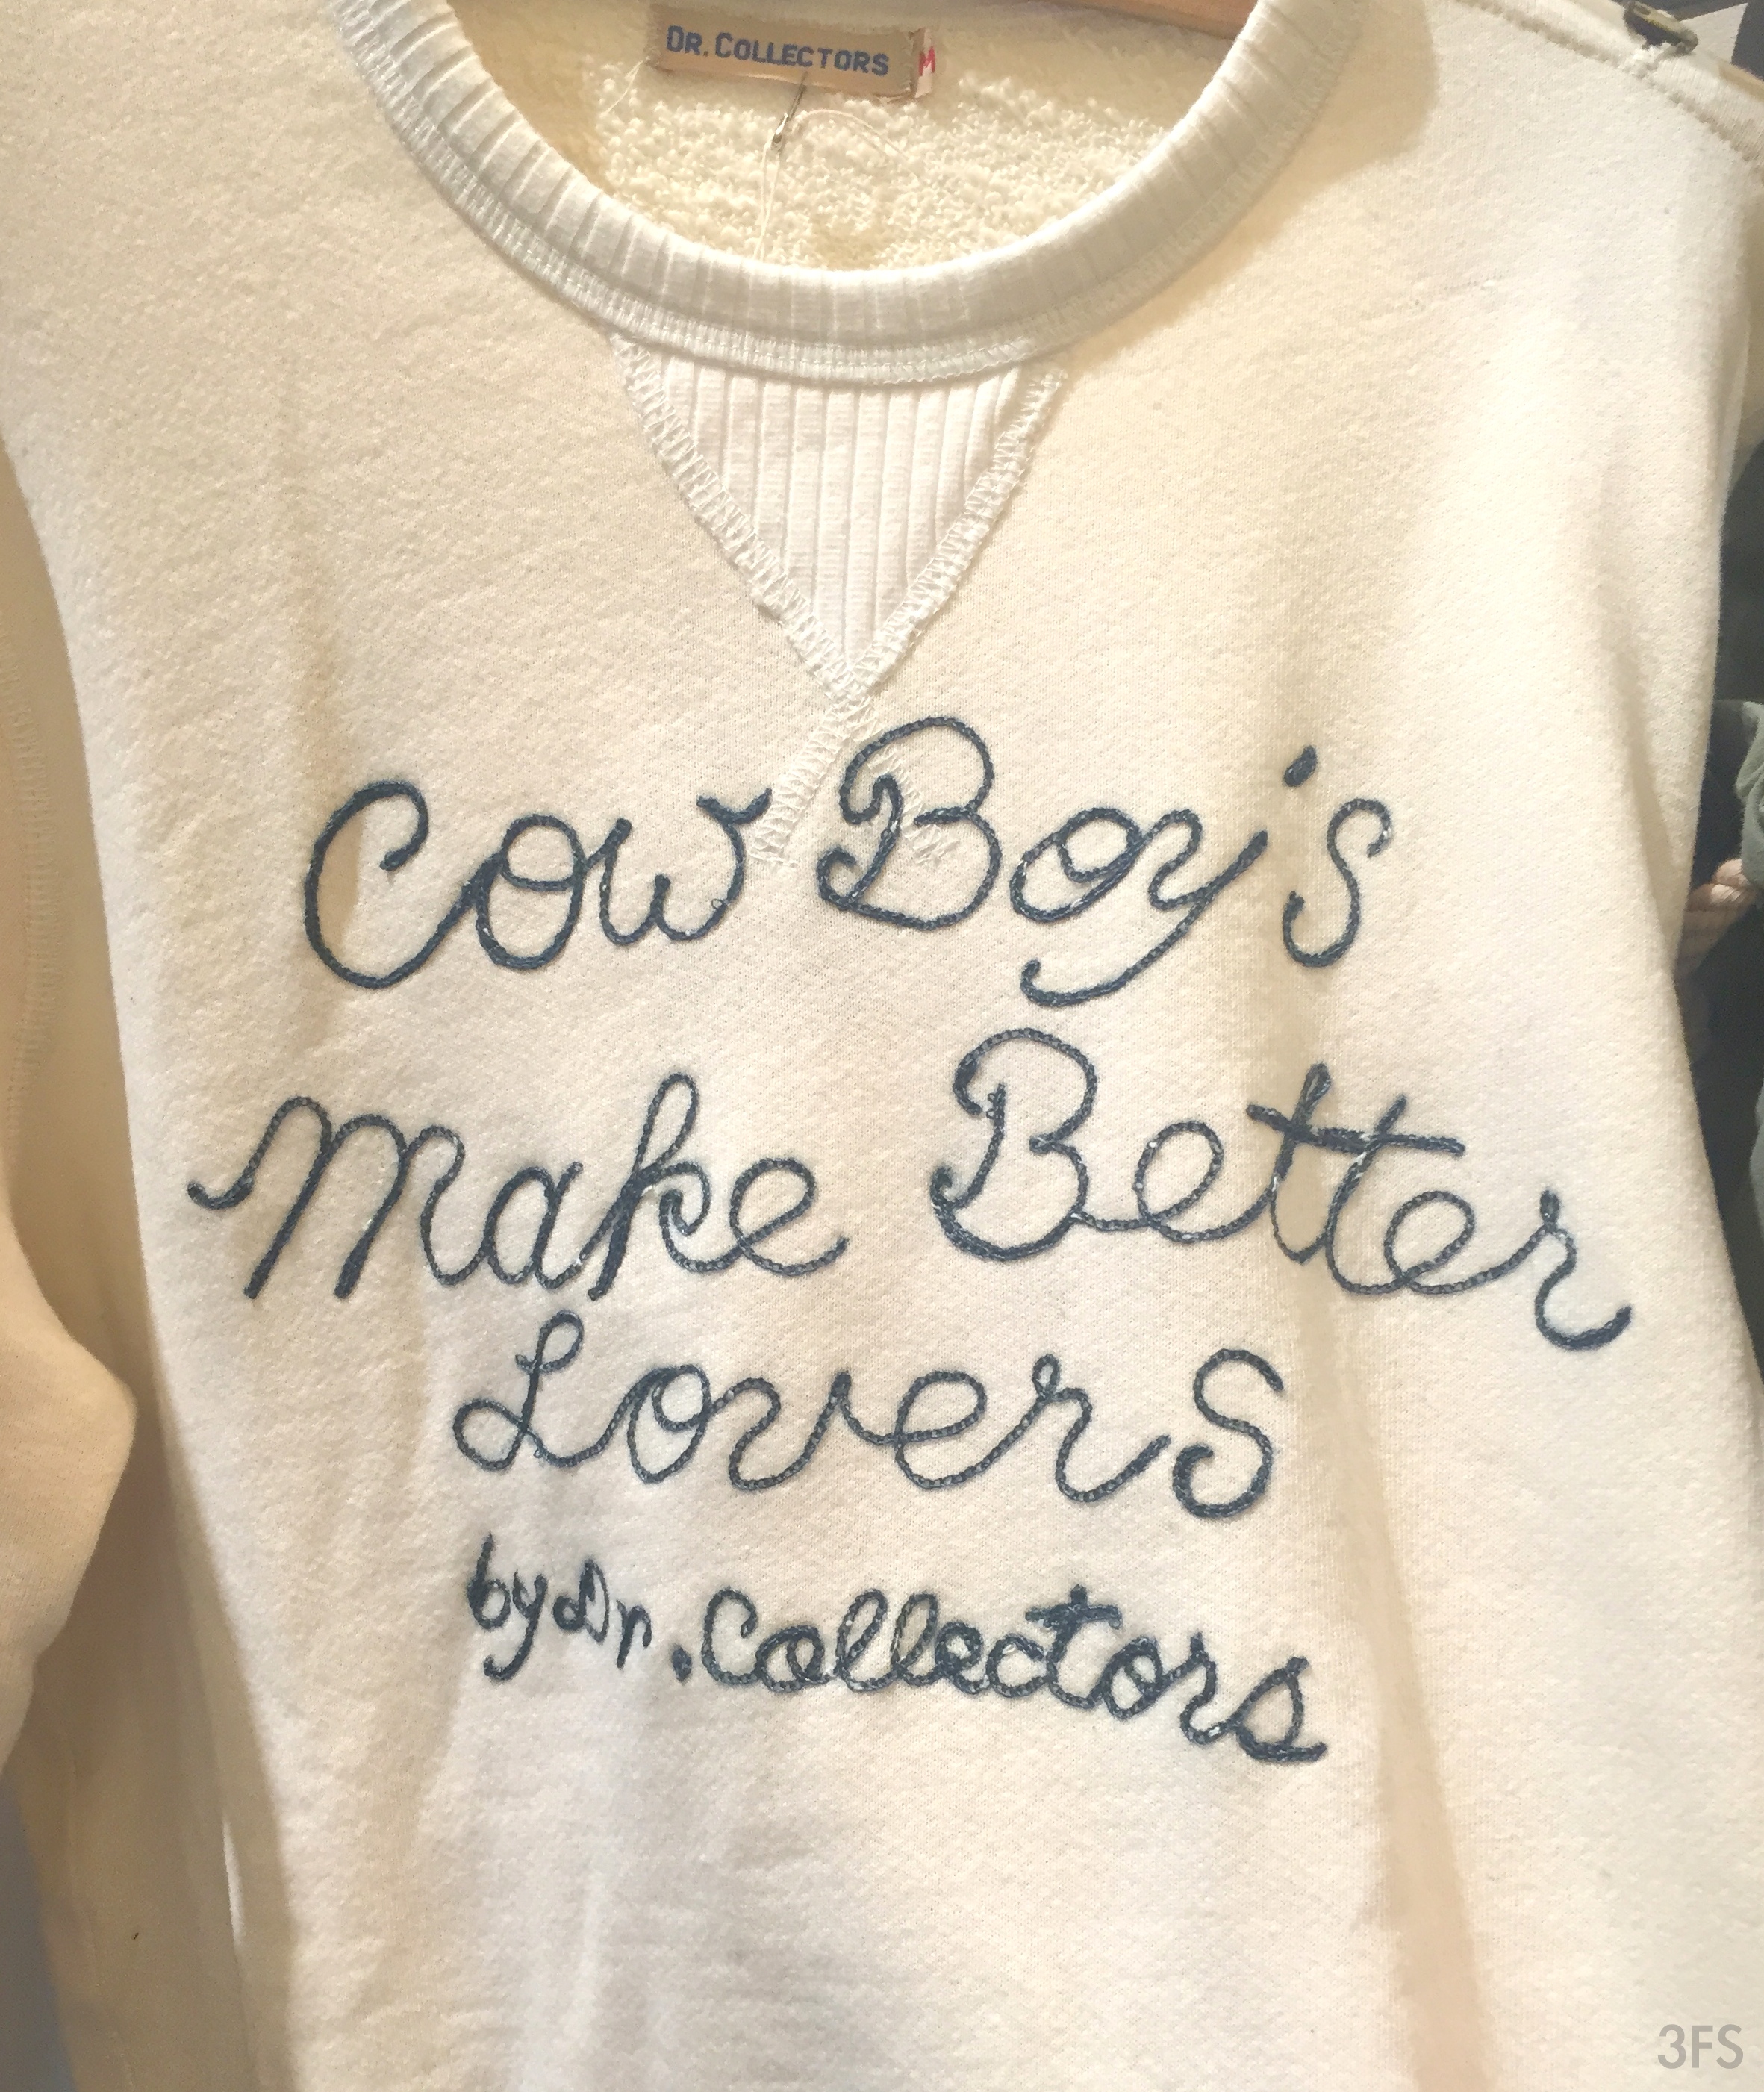 DR. COLLECTORS M
Cow Boy's
Make Better
Lovers
by Dr. Collectors
3FS